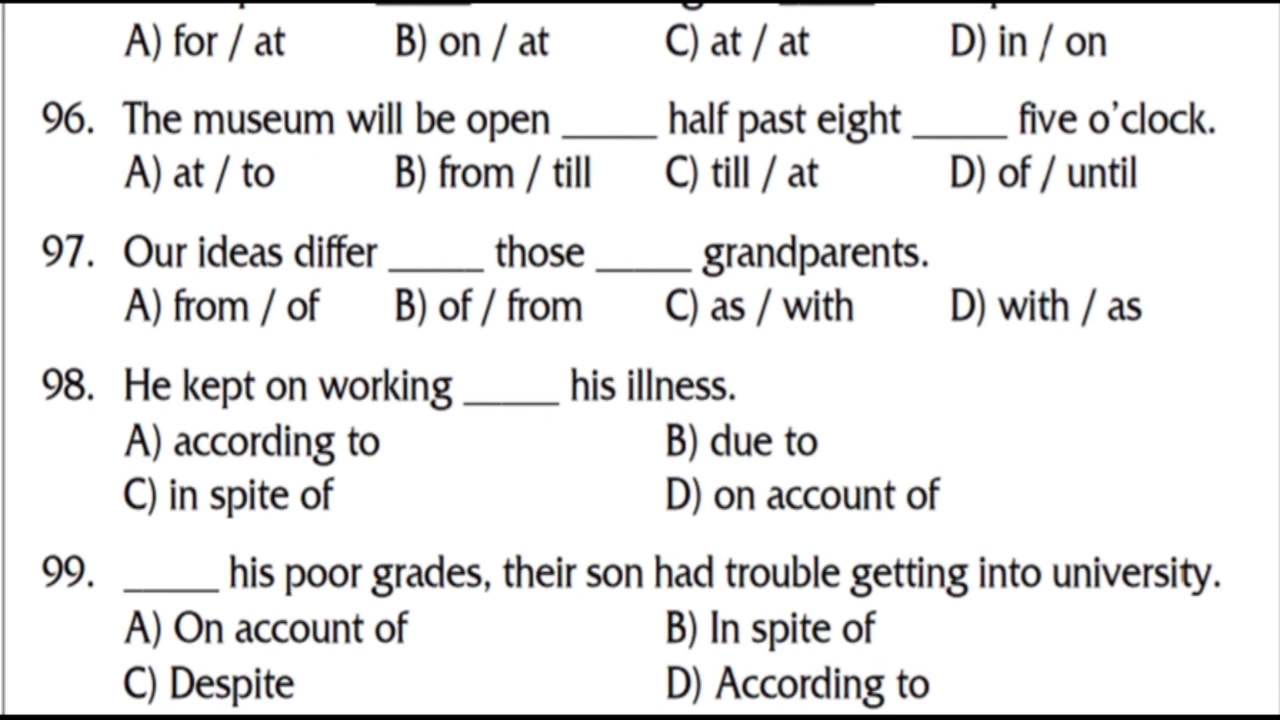 A) for / at B) on / at C) at / at D) in / on
96. The museum will be open _____ half past eight _____ five o'clock.
A) at / to B) from / till C) till / at D) of / until
97. Our ideas differ _____ those _____ grandparents.
A) from / of B) of / from C) as / with D) with / as
98. He kept on working _____ his illness.
A) according to B) due to
C) in spite of D) on account of
99. _____ his poor grades, their son had trouble getting into university.
A) On account of B) In spite of
C) Despite D) According to